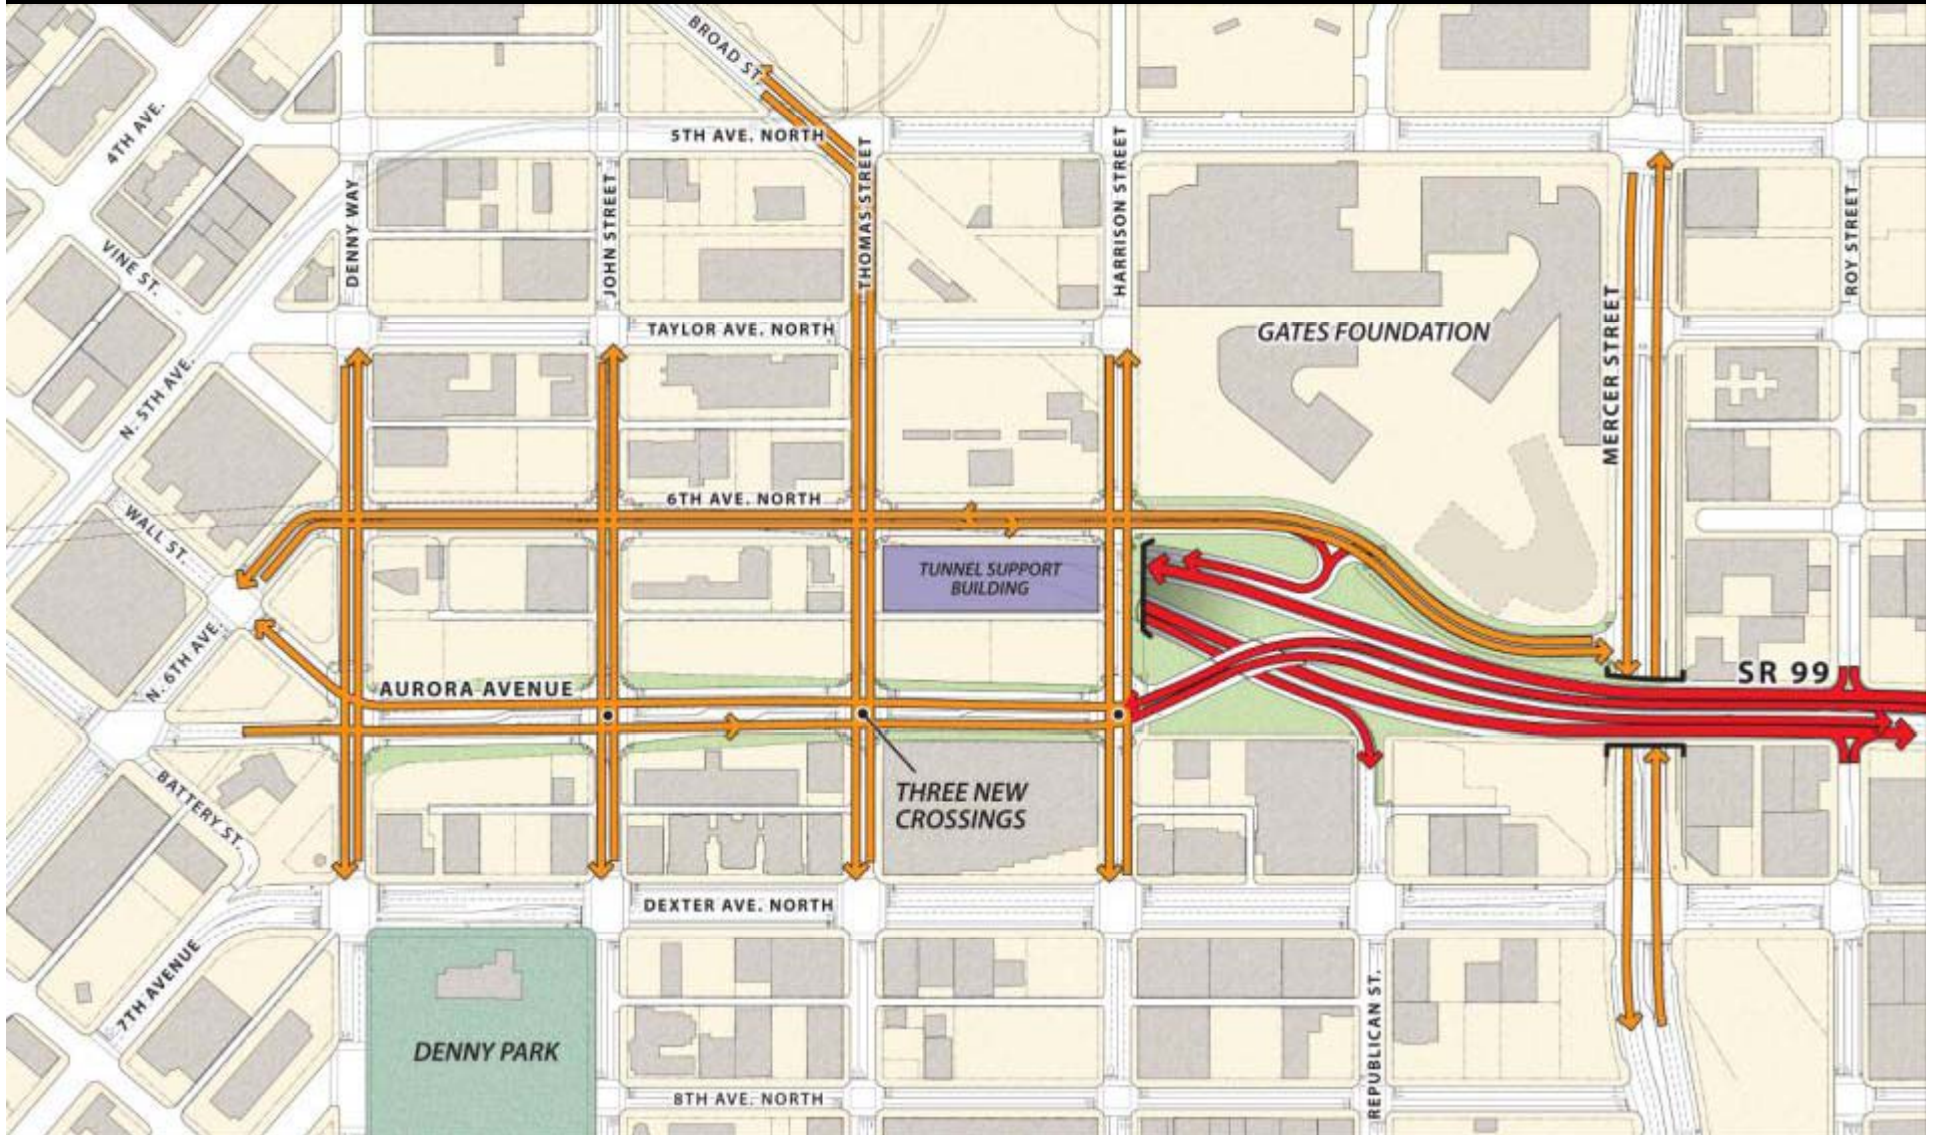 BROAD ST.
4TH AVE.
5TH AVE. NORTH
DENNY WAY
JOHN STREET
THOMAS STREET
HARRISON STREET
ROY STREET
VINE ST.
TAYLOR AVE. NORTH
GATES FOUNDATION
MERCER STREET
N. 5TH AVE.
6TH AVE. NORTH
WALL ST.
TUNNEL SUPPORT
BUILDING
N. 6TH AVE.
AURORA AVENUE
SR 99
BATTERY ST.
THREE NEW
CROSSINGS
DEXTER AVE. NORTH
7TH AVENUE
DENNY PARK
REPUBLICAN ST.
8TH AVE. NORTH